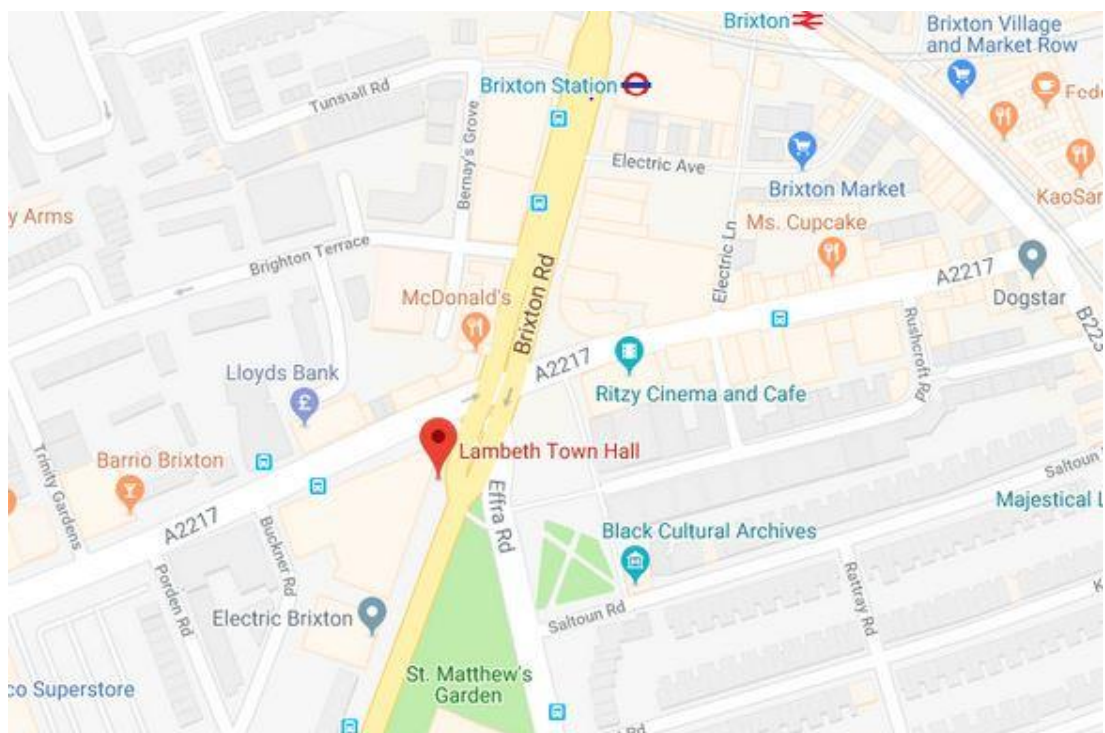 Brixton
Brixton Village
and Market Row
Brixton Station
Tunstall Rd
Bernay's Grove
Electric Ave
Brixton Market
KaoSar
y Arms
Ms. Cupcake
Brighton Terrace
Electric Ln
A2217
Dogstar
McDonald's
Brixton Rd
B223
Rushcroft Rd
A2217
Lloyds Bank
£
Ritzy Cinema and Cafe
Lambeth Town Hall
Barrio Brixton
Trinity Gardens
Saltoun
A2217
Effra Rd
Majestical L
Buckner Rd
Black Cultural Archives
Porden Rd
Rattray Rd
Electric Brixton
Saltoun Rd
St. Matthew's
Garden
co Superstore
Rd